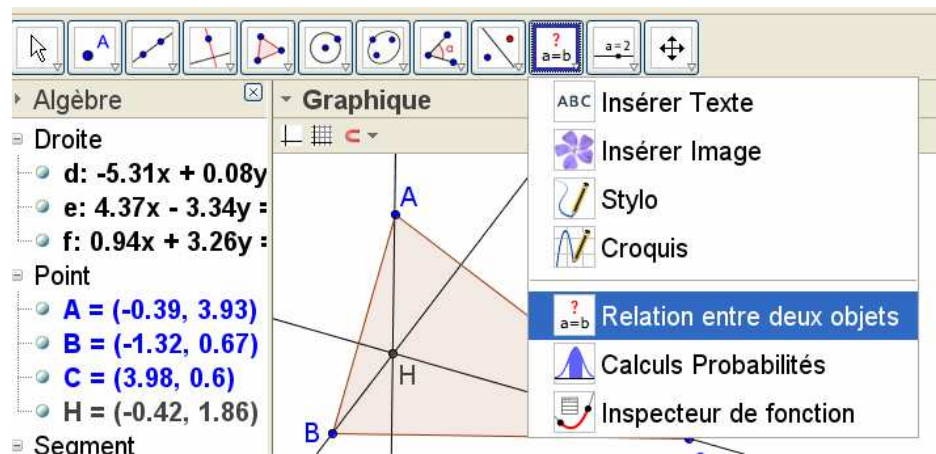 A
α
?
a=b
a=2
Algèbre
Graphique
Droite
d: -5.31x + 0.08y
e: 4.37x - 3.34y =
f: 0.94x + 3.26y =
Point
A = (-0.39, 3.93)
B = (-1.32, 0.67)
C = (3.98, 0.6)
H = (-0.42, 1.86)
Segment
A
H
B
ABC Insérer Texte
Insérer Image
Stylo
Croquis
?
a=b Relation entre deux objets
Calculs Probabilités
Inspecteur de fonction